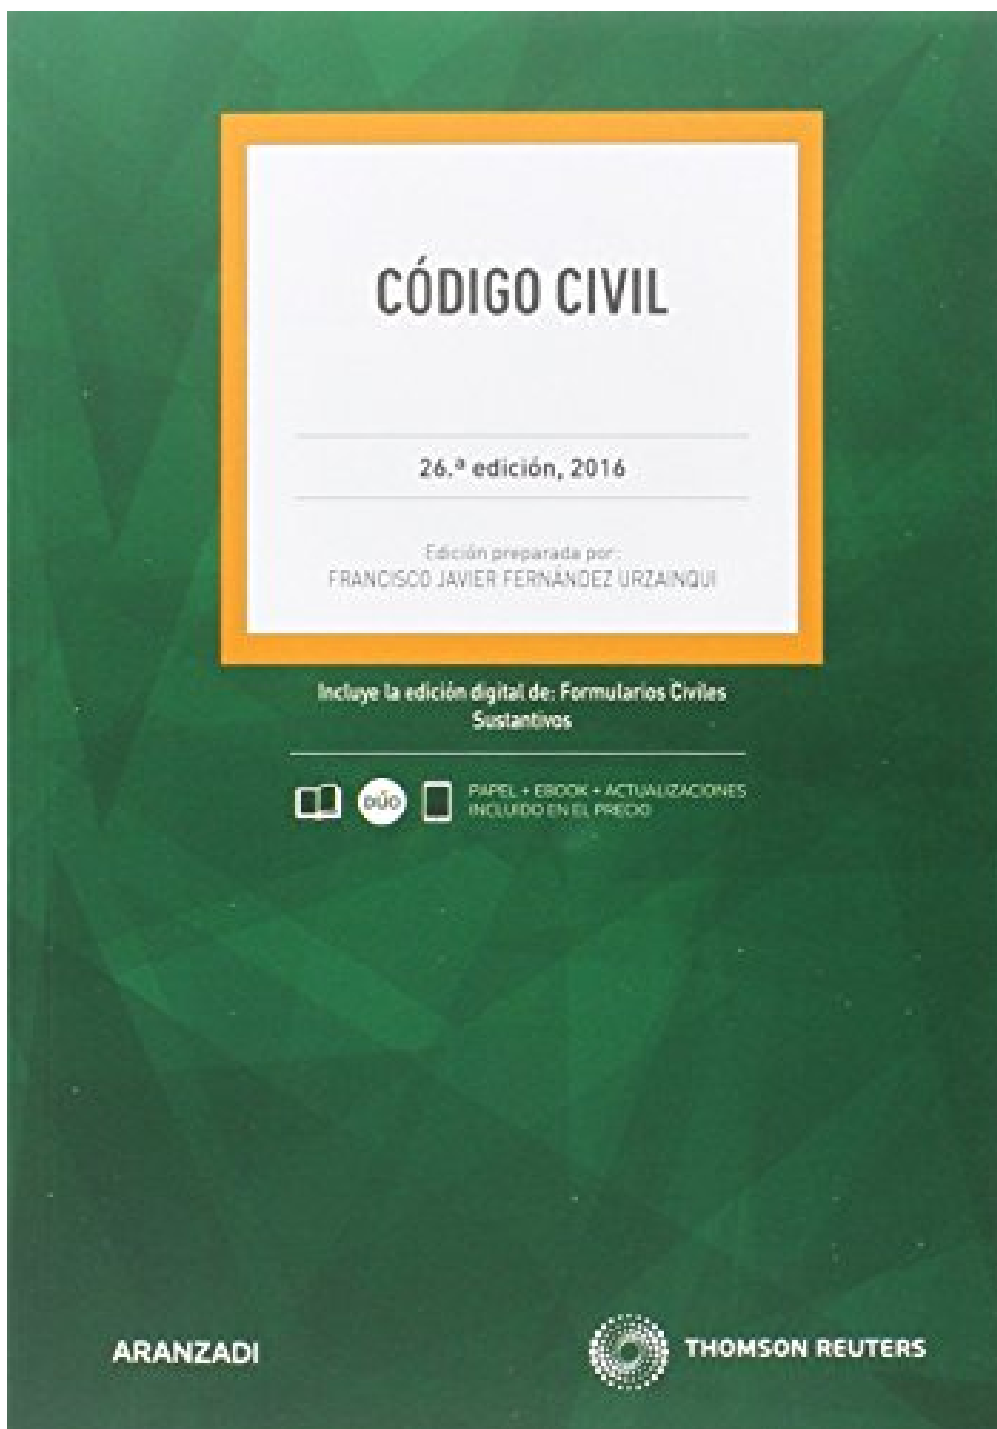 CÓDIGO CIVIL
26.ª edición, 2016
Edición preparada por:
FRANCISCO JAVIER FERNÁNDEZ URZAINQUI
Incluye la edición digital de: Formularios Civiles
Sustantivos
DÚO
PAPEL + EBOOK + ACTUALIZACIONES
INCLUIDO EN EL PRECIO
ARANZADI
THOMSON REUTERS